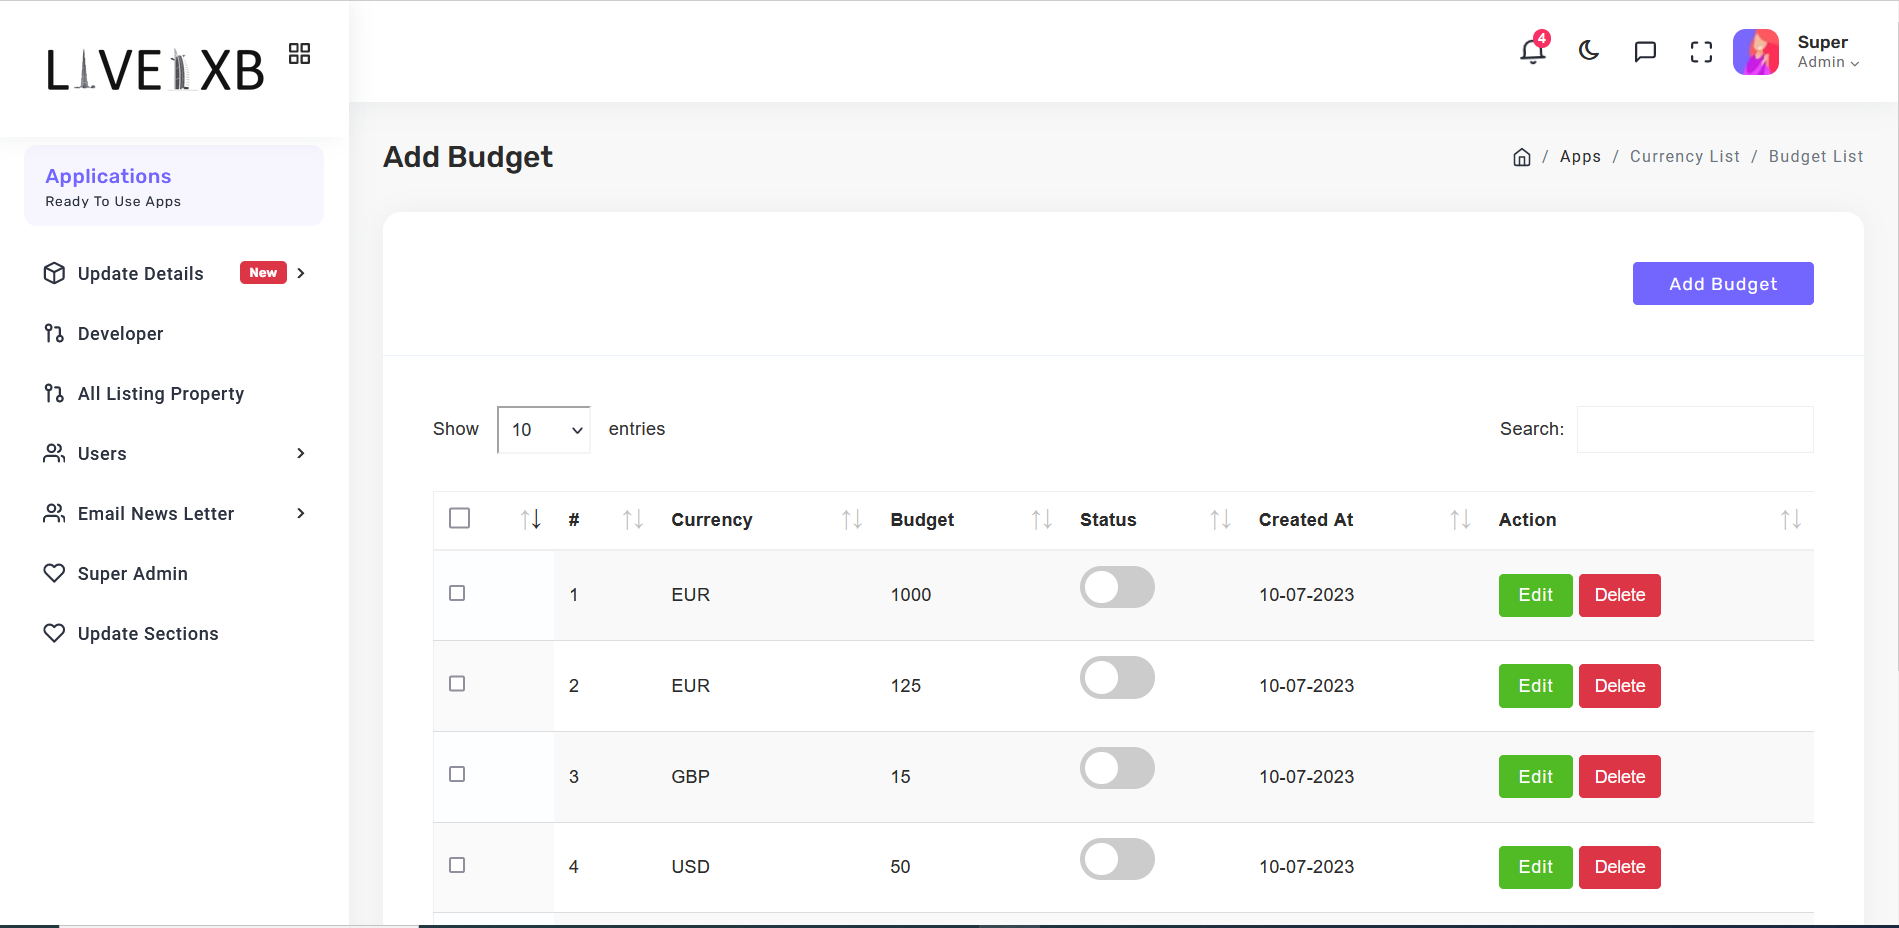 LIVEDXB
4
Super
Admin
Applications
Ready To Use Apps
Update Details New
Developer
All Listing Property
Users
Email News Letter
Super Admin
Update Sections
Add Budget
/ Apps / Currency List / Budget List
Add Budget
Show 10 entries
Search:
# Currency Budget Status Created At Action
1 EUR 1000 10-07-2023 Edit Delete
2 EUR 125 10-07-2023 Edit Delete
3 GBP 15 10-07-2023 Edit Delete
4 USD 50 10-07-2023 Edit Delete